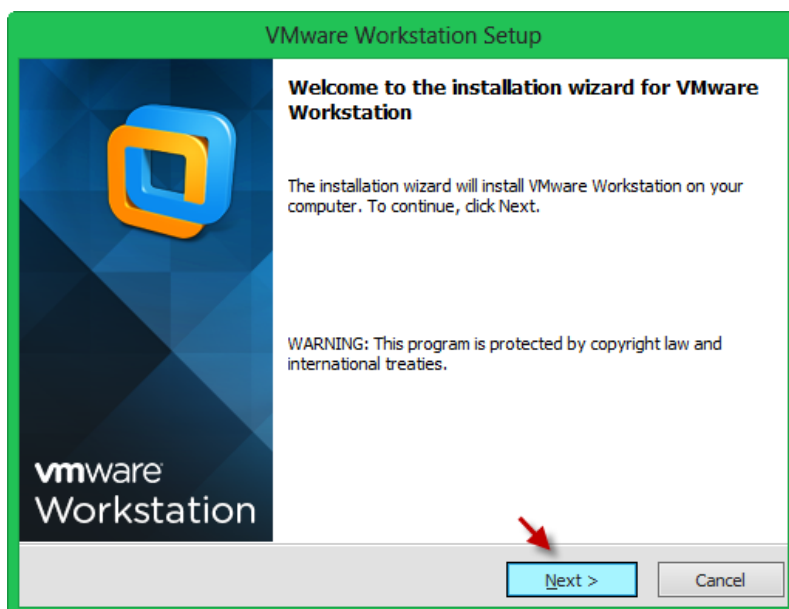 VMware Workstation Setup
Welcome to the installation wizard for VMware
Workstation
The installation wizard will install VMware Workstation on your
computer. To continue, click Next.
WARNING: This program is protected by copyright law and
international treaties.
vmware
Workstation
Next >
Cancel